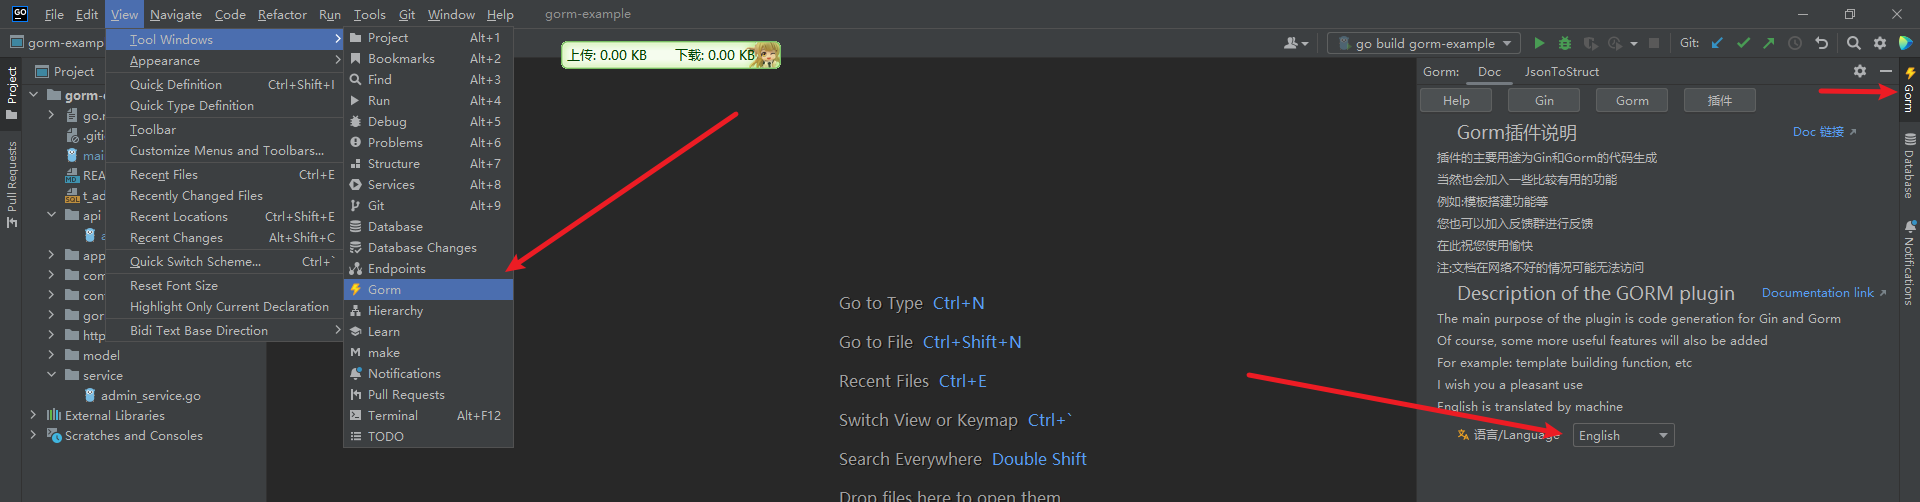 GO File Edit View Navigate Code Refactor Run Tools Git Window Help gorm-example
gorm-examp
上传: 0.00 KB 下载: 0.00 KB
go build gorm-example Git:
Project
Pull Requests
Project
gorm-e
go.r
.giti
mai
REA
t_ad
api
a
app
com
con
gor
http
model
service
admin_service.go
External Libraries
Scratches and Consoles
Tool Windows
Appearance
Quick Definition Ctrl+Shift+I
Quick Type Definition
Toolbar
Customize Menus and Toolbars...
Recent Files Ctrl+E
Recently Changed Files
Recent Locations Ctrl+Shift+E
Recent Changes Alt+Shift+C
Quick Switch Scheme... Ctrl+`
Reset Font Size
Highlight Only Current Declaration
Bidi Text Base Direction
Project Alt+1
Bookmarks Alt+2
Find Alt+3
Run Alt+4
Debug Alt+5
Problems Alt+6
Structure Alt+7
Services Alt+8
Git Alt+9
Database
Database Changes
Endpoints
Gorm
Hierarchy
Learn
make
Notifications
Pull Requests
Terminal Alt+F12
TODO
Go to Type Ctrl+N
Go to File Ctrl+Shift+N
Recent Files Ctrl+E
Switch View or Keymap Ctrl+`
Search Everywhere Double Shift
Drop files here to open them
Gorm: Doc JsonToStruct
Help Gin Gorm 插件
Gorm插件说明 Doc 链接
插件的主要用途为Gin和Gorm的代码生成
当然也会加入一些比较有用的功能
例如:模板搭建功能等
您也可以加入反馈群进行反馈
在此祝您使用愉快
注:文档在网络不好的情况可能无法访问
Description of the GORM plugin Documentation link
The main purpose of the plugin is code generation for Gin and Gorm
Of course, some more useful features will also be added
For example: template building function, etc
I wish you a pleasant use
English is translated by machine
语言/Language English
Gorm
Database
Notifications